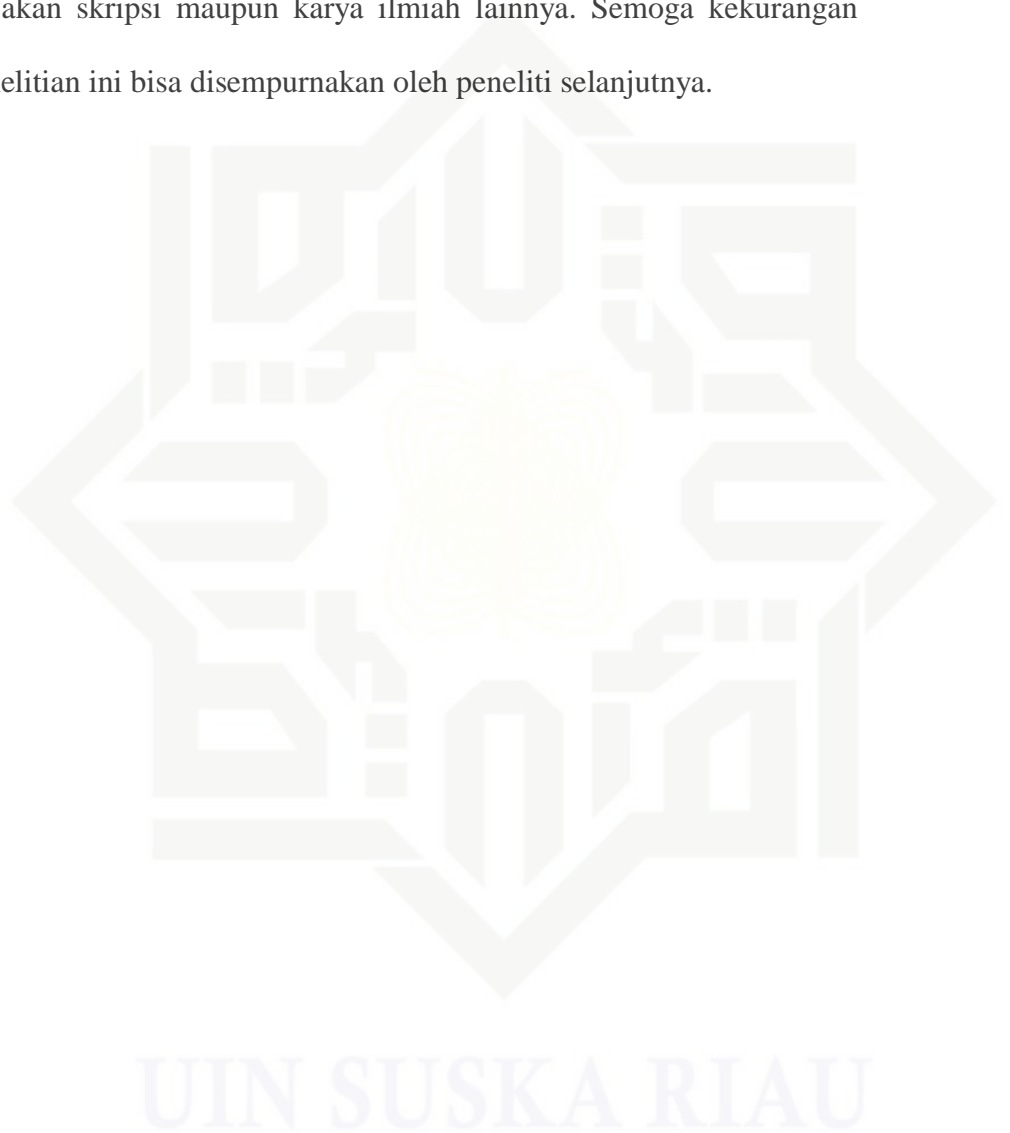 akan skripsi maupun karya ilmiah lainnya. Semoga kekurangan
elitian ini bisa disempurnakan oleh peneliti selanjutnya.
UIN SUSKA RIAU